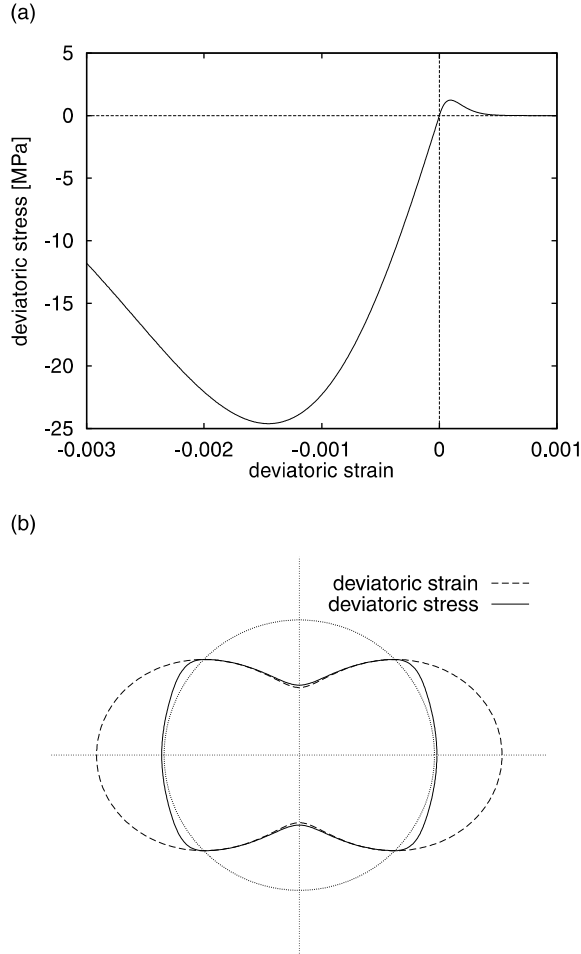 (a)
5
0
-5
-10
-15
-20
-25
deviatoric stress [MPa]
-0.003 -0.002 -0.001 0 0.001
deviatoric strain
(b)
deviatoric strain
deviatoric stress